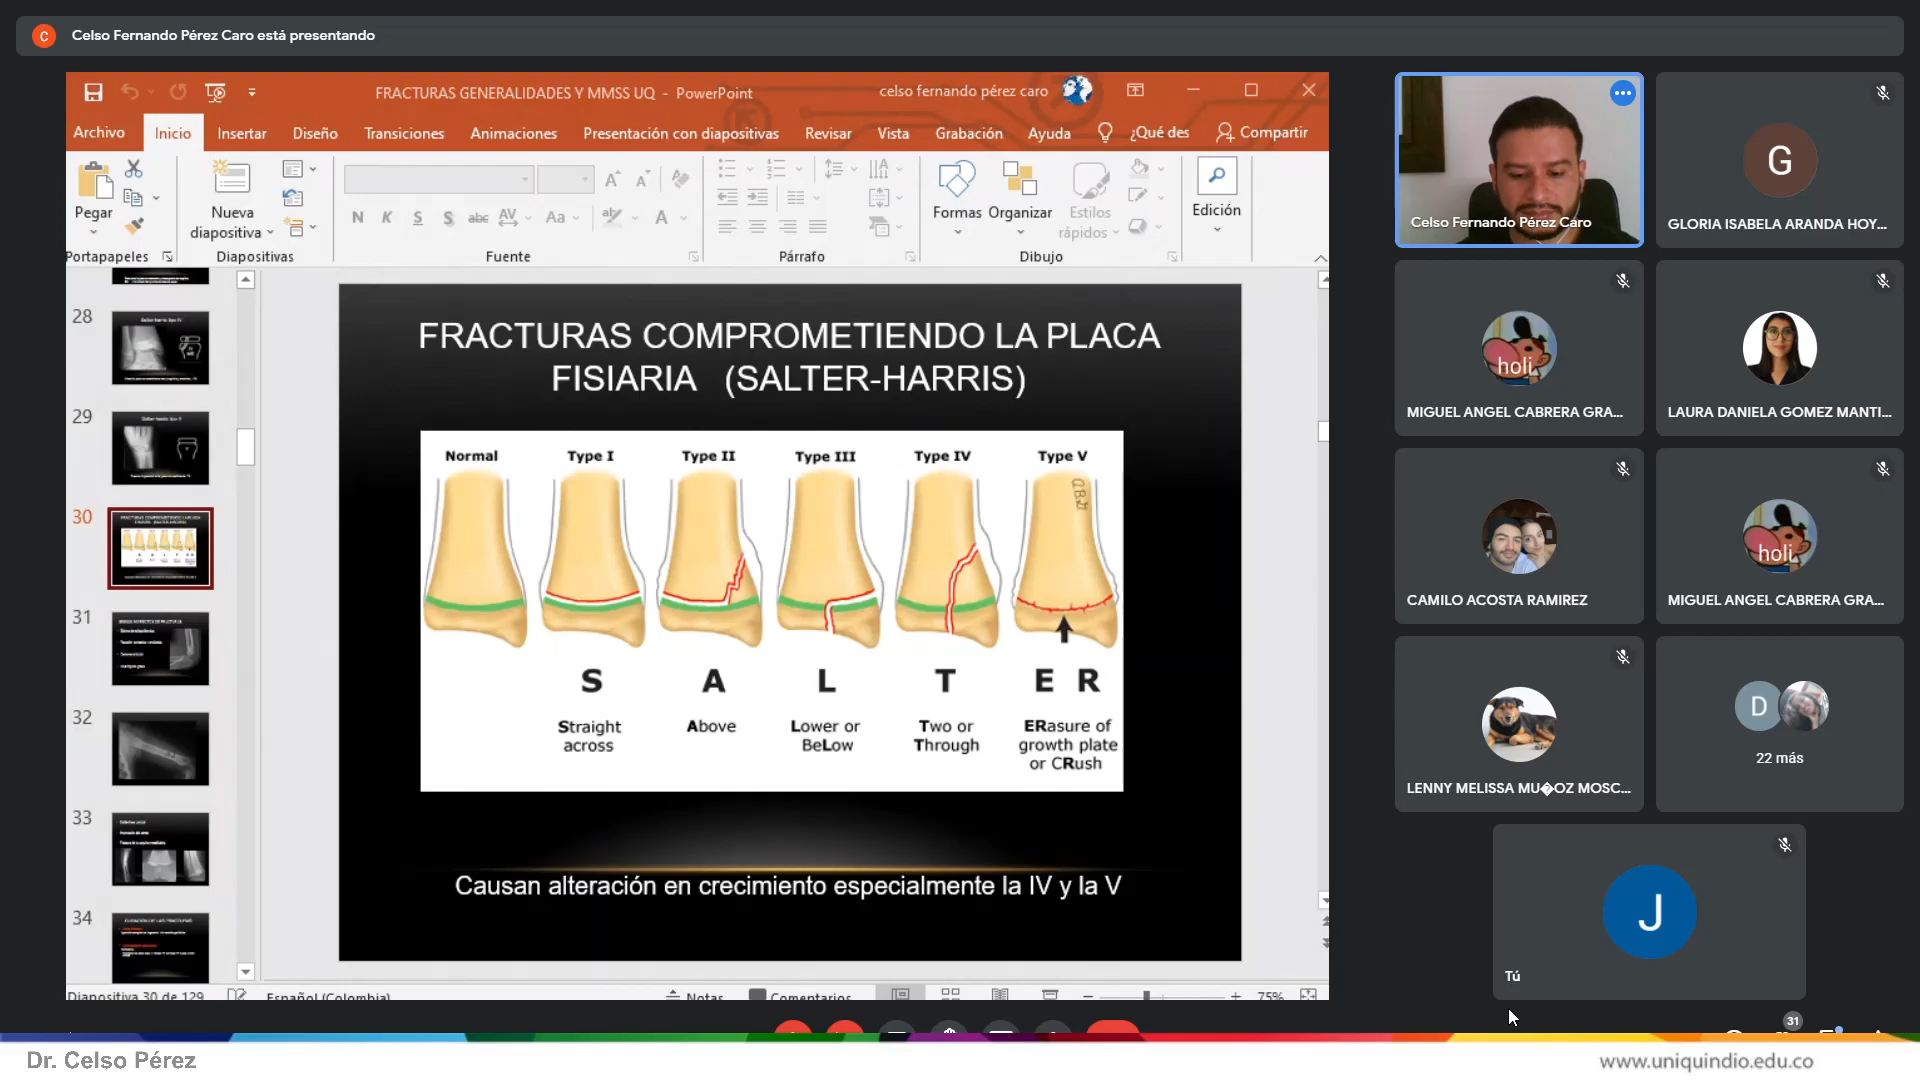 C Celso Fernando Pérez Caro está presentando
FRACTURAS GENERALIDADES Y MMSS UQ - PowerPoint
celso fernando pérez caro
Archivo Inicio Insertar Diseño Transiciones Animaciones Presentación con diapositivas Revisar Vista Grabación Ayuda ¿Qué des Compartir
Pegar
Nueva
diapositiva
N K S S abc AV Aa A
Formas Organizar Estilos
rápidos
Edición
Portapapeles Diapositivas Fuente Párrafo Dibujo
28
29
30
31
32
33
34
FRACTURAS COMPROMETIENDO LA PLACA
FISIARIA (SALTER-HARRIS)
Normal Type I Type II Type III Type IV Type V
S A L T E R
Straight
across
Above
Lower or
BeLow
Two or
Through
ERasure of
growth plate
or CRush
Causan alteración en crecimiento especialmente la IV y la V
Diapositiva 30 de 129 Español (Colombia) Notas Comentarios 75%
Celso Fernando Pérez Caro
G
GLORIA ISABELA ARANDA HOY...
holi
MIGUEL ANGEL CABRERA GRA...
LAURA DANIELA GOMEZ MANTI...
CAMILO ACOSTA RAMIREZ
holi
MIGUEL ANGEL CABRERA GRA...
LENNY MELISSA MU�OZ MOSC...
D
22 más
J
Tú
31
Dr. Celso Pérez
www.uniquindio.edu.co